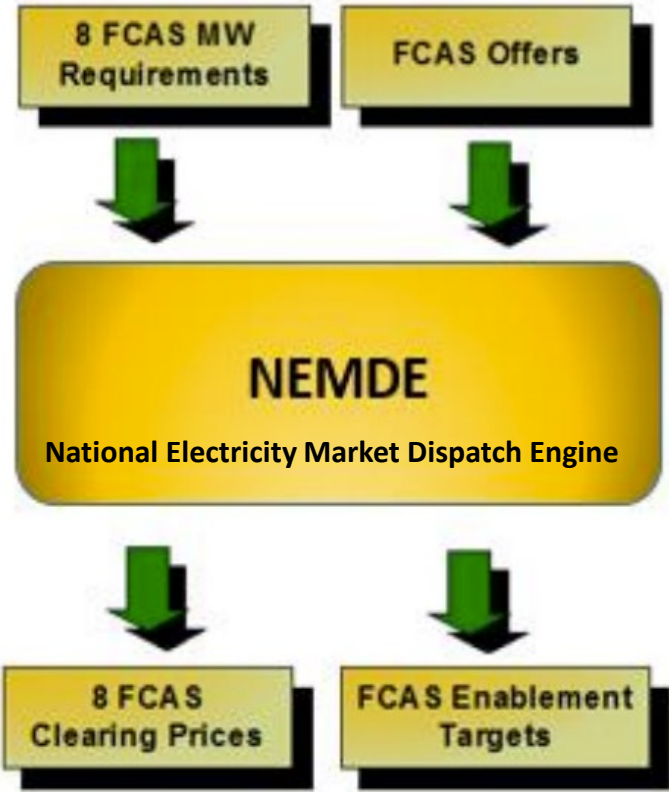 8 FCAS MW
Requirements
FCAS Offers
NEMDE
National Electricity Market Dispatch Engine
8 FCAS
Clearing Prices
FCAS Enablement
Targets